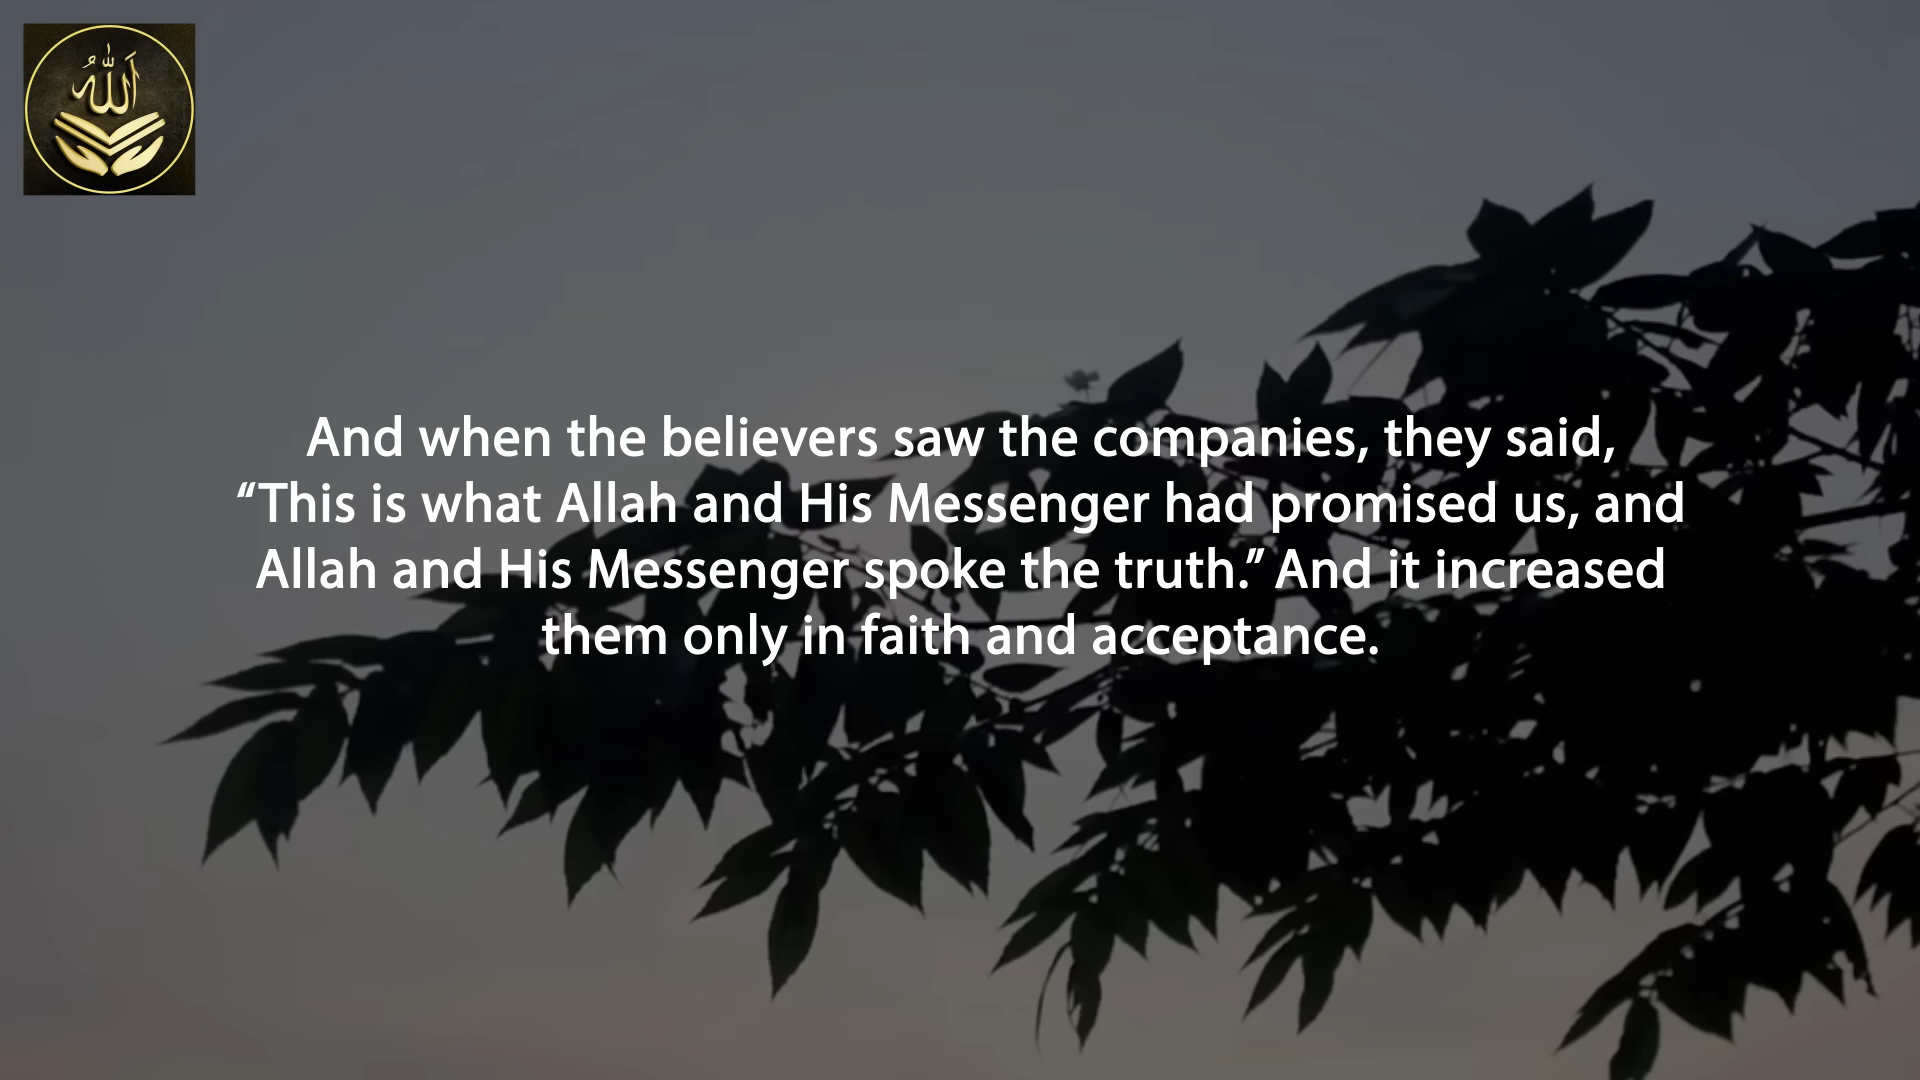 الله
And when the believers saw the companies, they said,
“This is what Allah and His Messenger had promised us, and
Allah and His Messenger spoke the truth.” And it increased
them only in faith and acceptance.